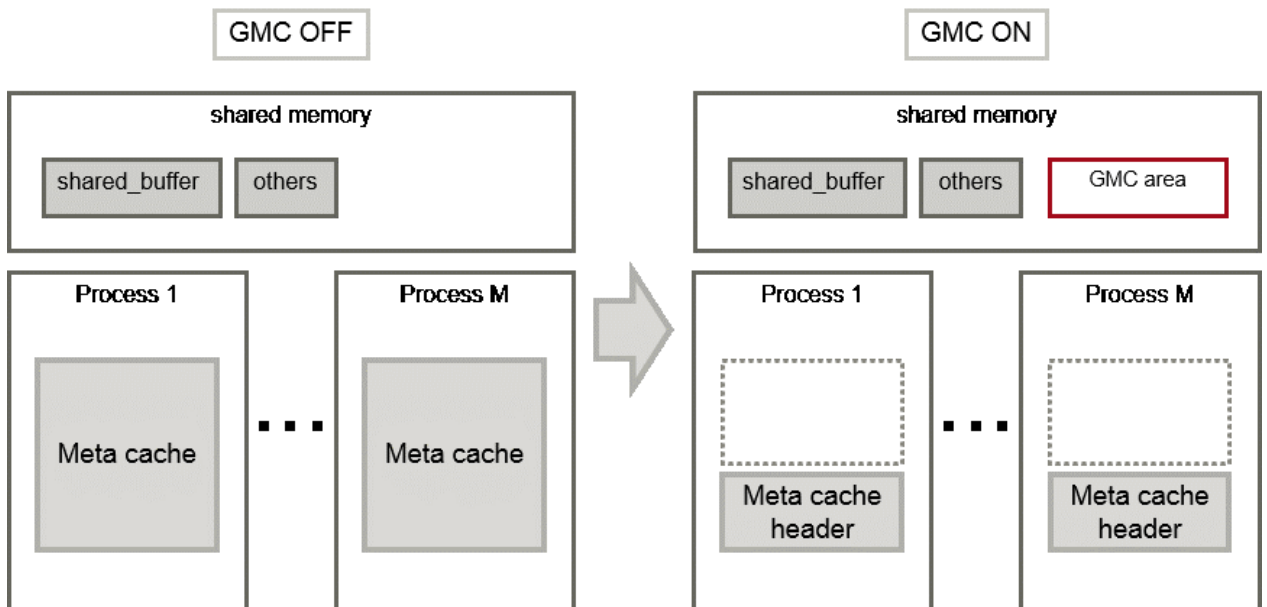 GMC OFF
GMC ON
shared memory
shared_buffer
others
shared memory
shared_buffer
others
GMC area
Process 1
Process M
Meta cache
Meta cache
Process 1
Process M
Meta cache
header
Meta cache
header